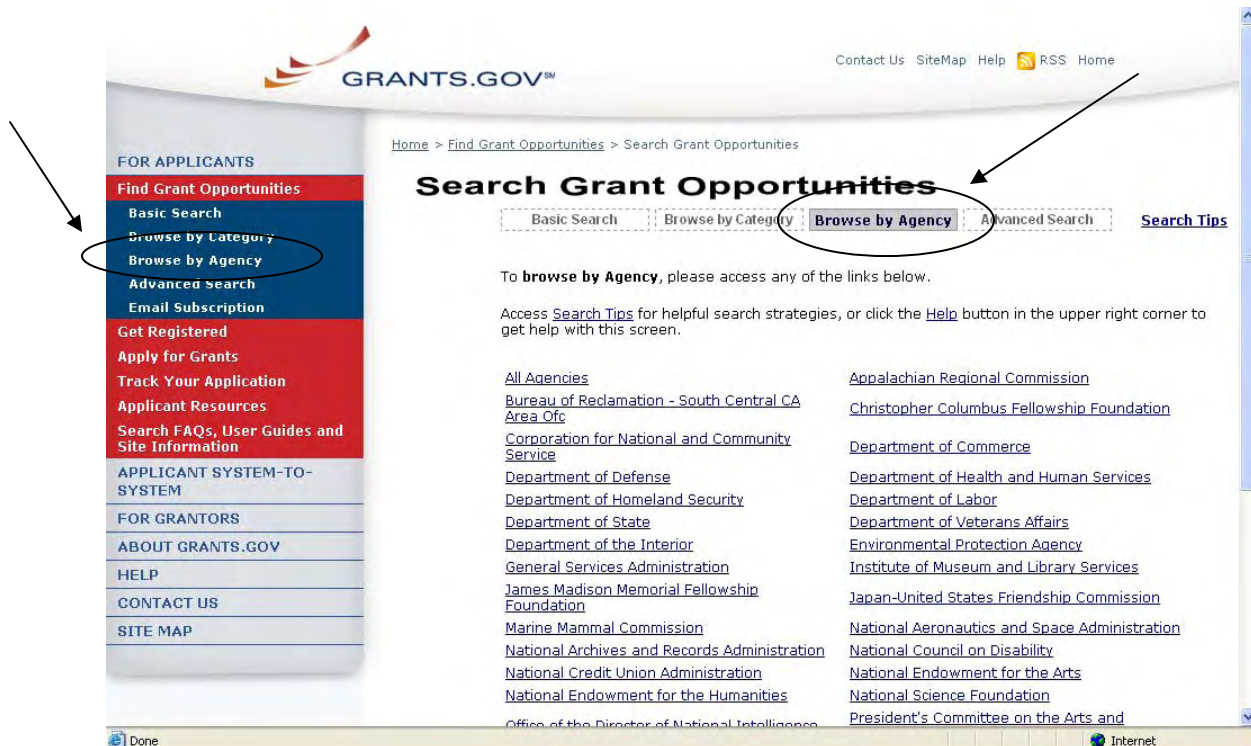 GRANTS.GOV℠
Contact Us SiteMap Help RSS Home
FOR APPLICANTS
Find Grant Opportunities
Basic Search
Browse by Category
Browse by Agency
Advanced Search
Email Subscription
Get Registered
Apply for Grants
Track Your Application
Applicant Resources
Search FAQs, User Guides and
Site Information
APPLICANT SYSTEM-TO-
SYSTEM
FOR GRANTORS
ABOUT GRANTS.GOV
HELP
CONTACT US
SITE MAP
Home > Find Grant Opportunities > Search Grant Opportunities
Search Grant Opportunities
Basic Search Browse by Category Browse by Agency Advanced Search Search Tips
To browse by Agency, please access any of the links below.
Access Search Tips for helpful search strategies, or click the Help button in the upper right corner to
get help with this screen.
All Agencies
Appalachian Regional Commission
Bureau of Reclamation - South Central CA
Area Ofc
Christopher Columbus Fellowship Foundation
Corporation for National and Community
Service
Department of Commerce
Department of Defense
Department of Health and Human Services
Department of Homeland Security
Department of Labor
Department of State
Department of Veterans Affairs
Department of the Interior
Environmental Protection Agency
General Services Administration
Institute of Museum and Library Services
James Madison Memorial Fellowship
Foundation
Japan-United States Friendship Commission
Marine Mammal Commission
National Aeronautics and Space Administration
National Archives and Records Administration
National Council on Disability
National Credit Union Administration
National Endowment for the Arts
National Endowment for the Humanities
National Science Foundation
Office of the Director of National Intelligence
President's Committee on the Arts and
Done
Internet